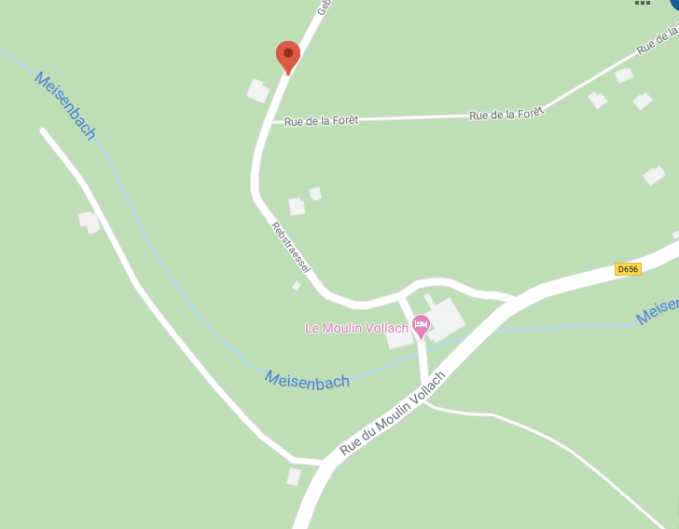 Geb
Rue de la
Meisenbach
Rue de la Forêt
Rue de la Forêt
Rebstraessel
D656
Meisen
Le Moulin Vollach
Meisenbach
Rue du Moulin Vollach